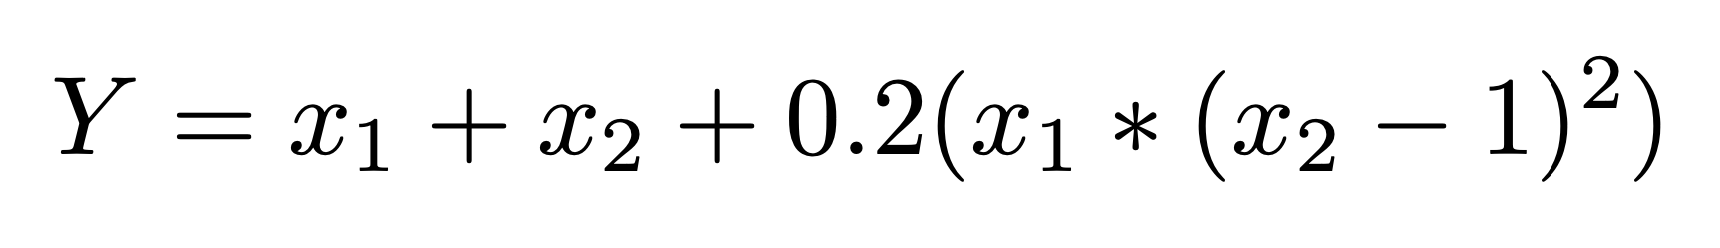 Y = x₁ + x₂ + 0.2(x₁ * (x₂ − 1)²)